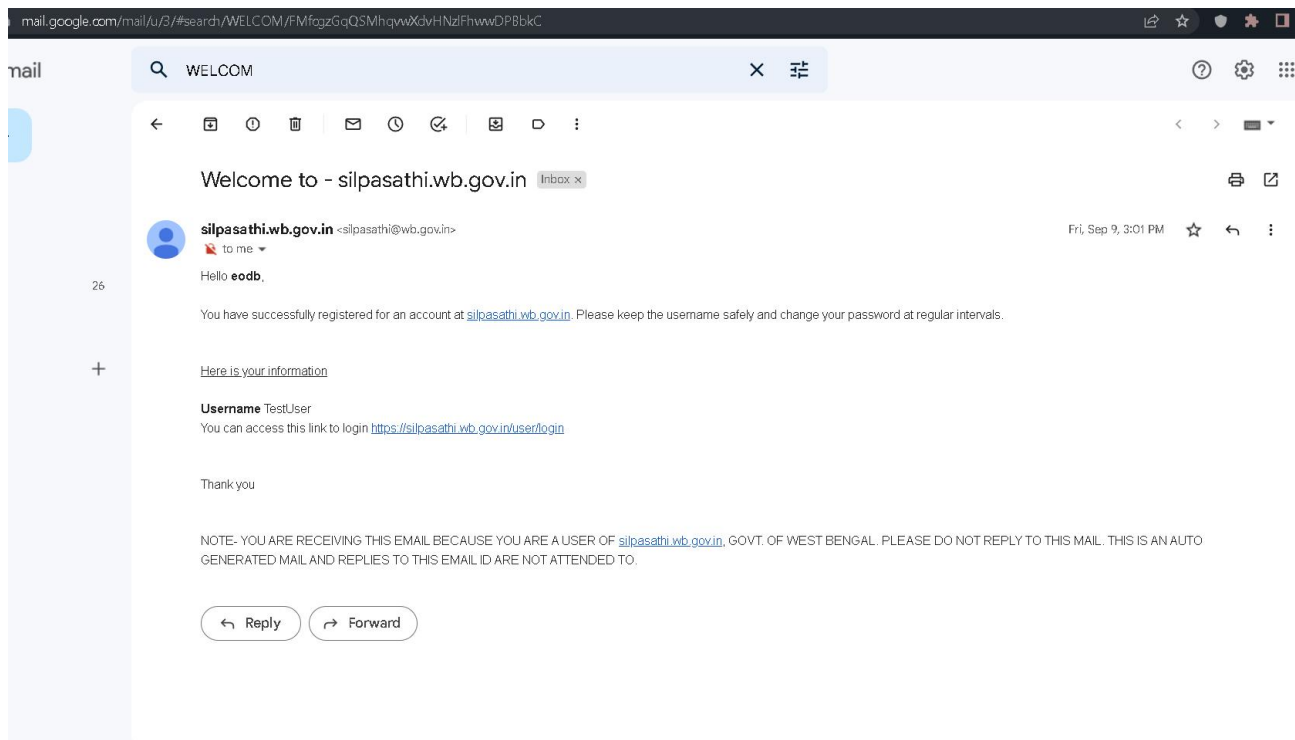 mail.google.com/mail/u/3/#search/WELCOM/FMfcgzGqQSMhqvwXdvHNzlFhwwDPBbkC
mail
WELCOM
Welcome to - silpasathi.wb.gov.in Inbox x
silpasathi.wb.gov.in <silpasathi@wb.gov.in>
Fri, Sep 9, 3:01 PM
to me
Hello eodb,
26
You have successfully registered for an account at silpasathi.wb.gov.in. Please keep the username safely and change your password at regular intervals.
Here is your information
Username TestUser
You can access this link to login https://silpasathi.wb.gov.in/user/login
Thank you
NOTE- YOU ARE RECEIVING THIS EMAIL BECAUSE YOU ARE A USER OF silpasathi.wb.gov.in, GOVT. OF WEST BENGAL. PLEASE DO NOT REPLY TO THIS MAIL. THIS IS AN AUTO
GENERATED MAIL AND REPLIES TO THIS EMAIL ID ARE NOT ATTENDED TO.
Reply
Forward